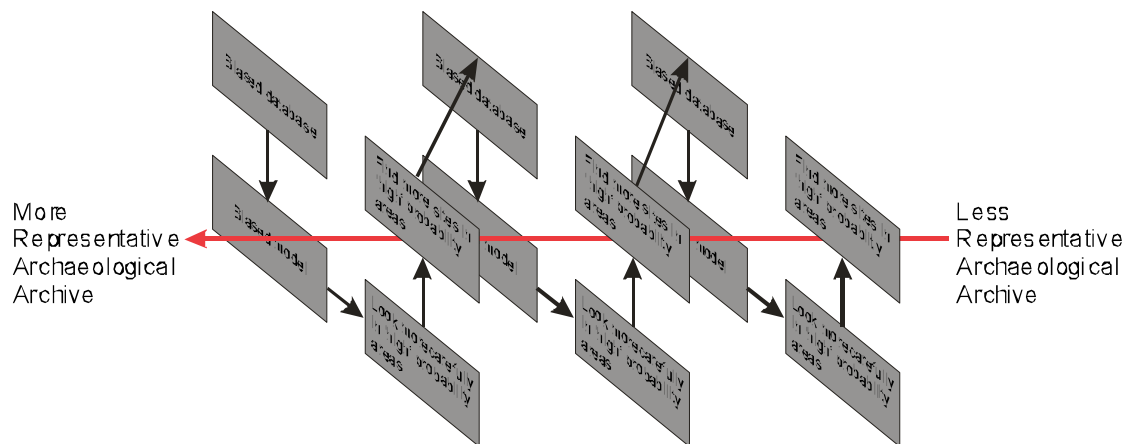 Biased database
Biased database
Biased database
Find more sites in
high probability
areas
Find more sites in
high probability
areas
Find more sites in
high probability
areas
More
Representative
Archaeological
Archive
Biased model
model
model
Less
Representative
Archaeological
Archive
Look more carefully
in high probability
areas
Look more carefully
in high probability
areas
Look more carefully
in high probability
areas